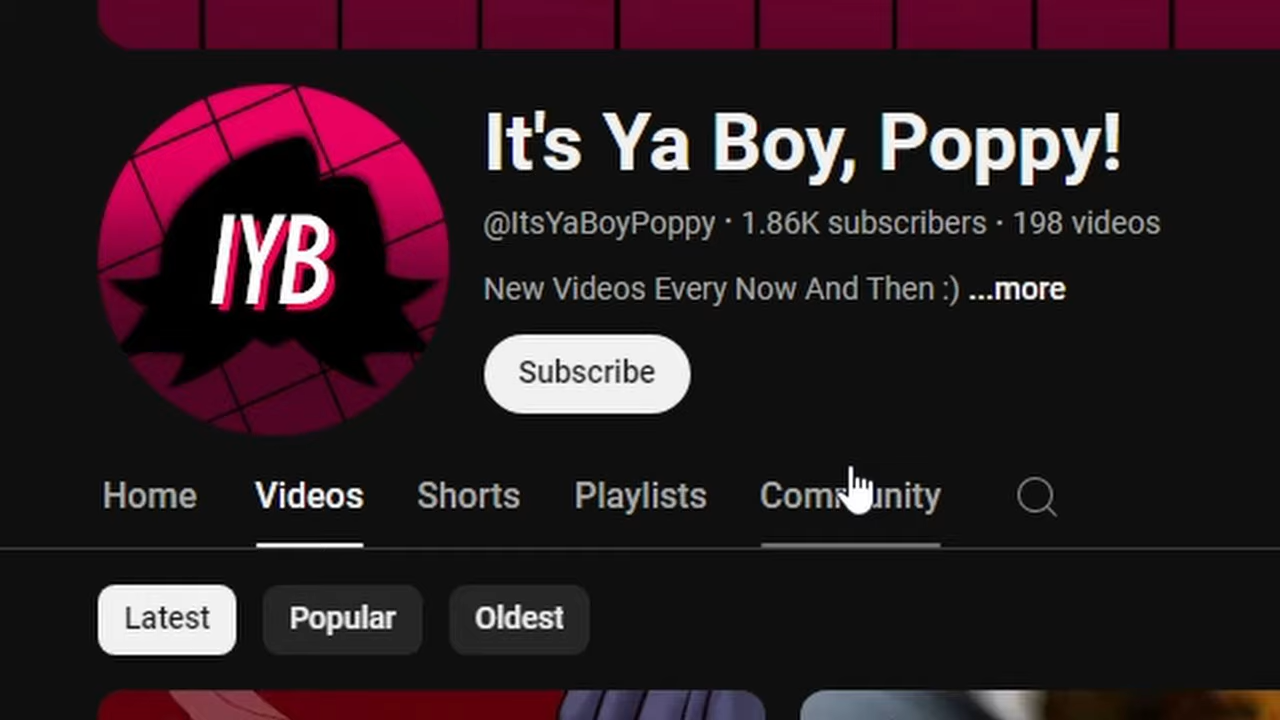 It's Ya Boy, Poppy!
@ItsYaBoyPoppy · 1.86K subscribers · 198 videos
IYB
New Videos Every Now And Then :) ...more
Subscribe
Home Videos Shorts Playlists Community
Latest Popular Oldest